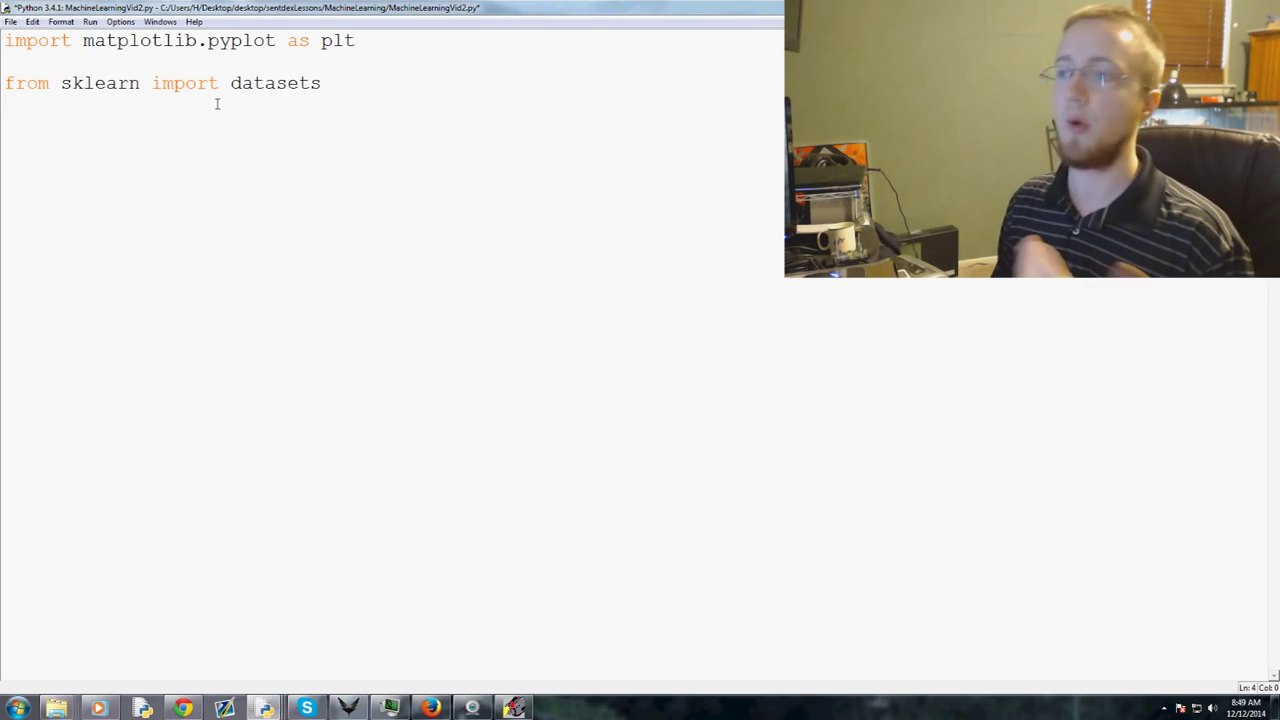 *Python 3.4.1: MachineLearningVid2.py - C:/Users/H/Desktop/desktop/sentdexLessons/MachineLearning/MachineLearningVid2.py*
File Edit Format Run Options Windows Help
import matplotlib.pyplot as plt
from sklearn import datasets
Ln: 4 Col: 0
8:49 AM
12/12/2014